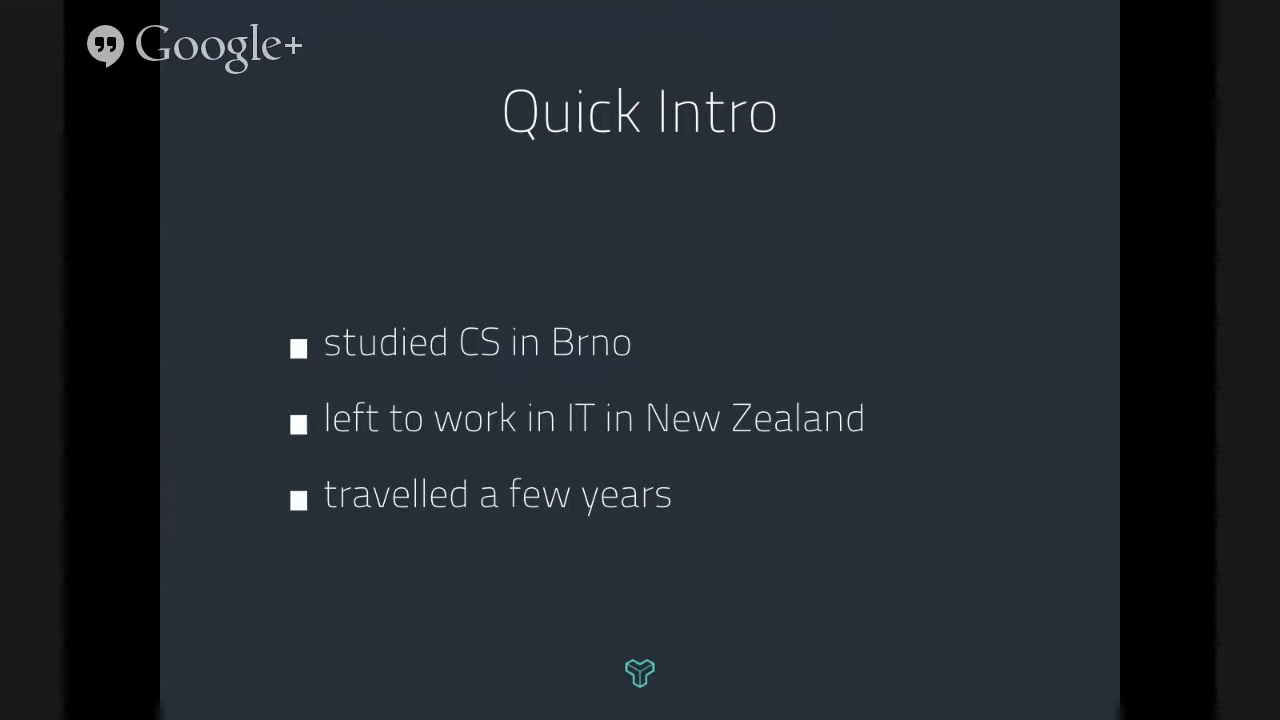 Google+
Quick Intro
studied CS in Brno
left to work in IT in New Zealand
travelled a few years